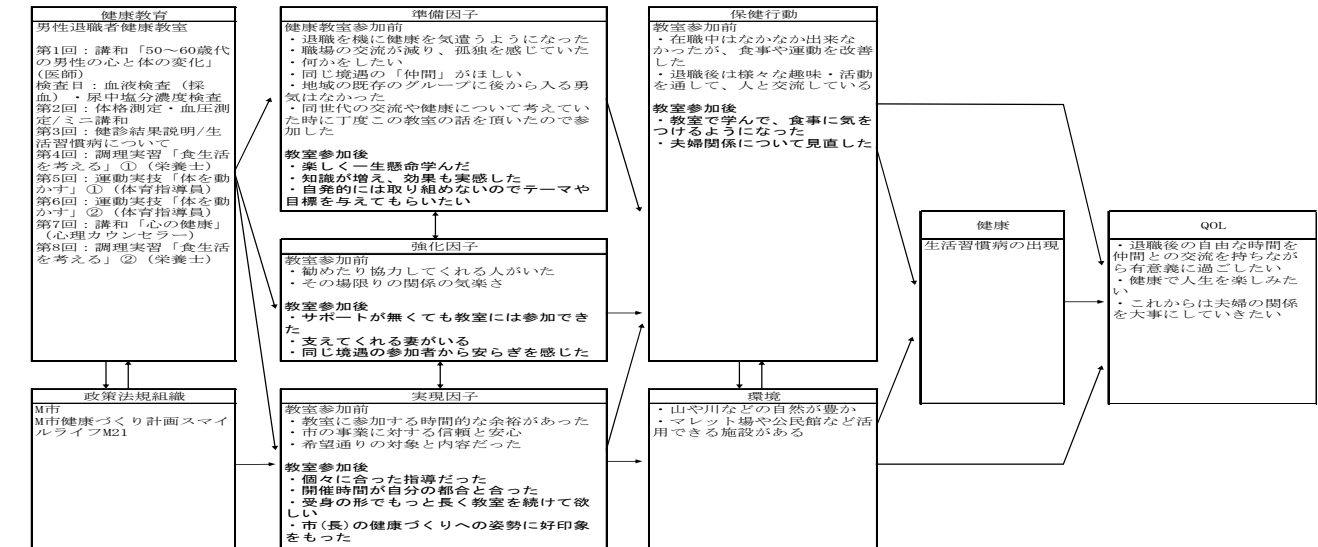 健康教育
男性退職者健康教室
第1回：講和「50～60歳代
の男性の心と体の変化」
(医師)
検査日：血液検査（採
血）・尿中塩分濃度検査
第2回：体格測定・血圧測
定/ミニ講和
第3回：健診結果説明/生
活習慣病について
第4回：調理実習「食生活
を考える」①（栄養士）
第5回：運動実技「体を動
かす」①（体育指導員）
第6回：運動実技「体を動
かす」②（体育指導員）
第7回：講和「心の健康」
（心理カウンセラー）
第8回：調理実習「食生活
を考える」②（栄養士）
政策法規組織
M市
M市健康づくり計画スマイ
ルライフM21
準備因子
健康教室参加前
・退職を機に健康を気遣うようになった
・職場の交流が減り、孤独を感じていた
・何かをしたい
・同じ境遇の「仲間」がほしい
・地域の既存のグループに後から入る勇
気はなかった
・同世代の交流や健康について考えてい
た時に丁度この教室の話を頂いたので参
加した
教室参加後
・楽しく一生懸命学んだ
・知識が増え、効果も実感した
・自発的には取り組めないのでテーマや
目標を与えてもらいたい
強化因子
教室参加前
・勧めたり協力してくれる人がいた
・その場限りの関係の気楽さ
教室参加後
・サポートが無くても教室には参加でき
た
・支えてくれる妻がいる
・同じ境遇の参加者から安らぎを感じた
実現因子
教室参加前
・教室に参加する時間的な余裕があった
・市の事業に対する信頼と安心
・希望通りの対象と内容だった
教室参加後
・個々に合った指導だった
・開催時間が自分の都合と合った
・受身の形でもっと長く教室を続けて欲
しい
・市(長)の健康づくりへの姿勢に好印象
をもった
保健行動
教室参加前
・在職中はなかなか出来な
かったが、食事や運動を改善
した
・退職後は様々な趣味・活動
を通して、人と交流している
教室参加後
・教室で学んで、食事に気を
つけるようになった
・夫婦関係について見直した
環境
・山や川などの自然が豊か
・マレット場や公民館など活
用できる施設がある
健康
生活習慣病の出現
QOL
・退職後の自由な時間を
仲間との交流を持ちなが
ら有意義に過ごしたい
・健康で人生を楽しみた
い
・これからは夫婦の関係
を大事にしていきたい